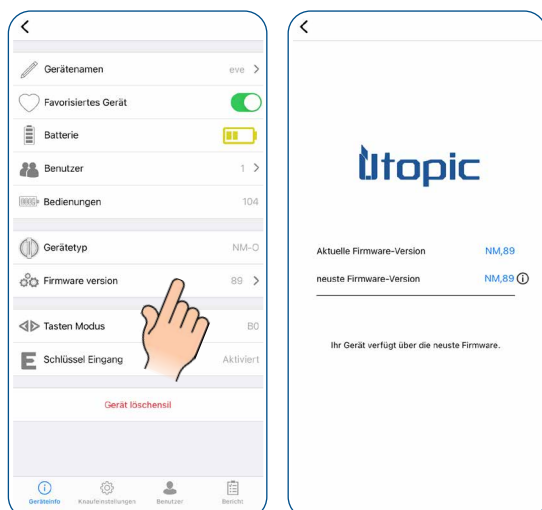 Gerätenamen eve
Favorisiertes Gerät
Batterie
Benutzer 1
Bedienungen 104
Gerätetyp NM-O
Firmware version 89
Tasten Modus B0
E Schlüssel Eingang Aktiviert
Gerät löschensil
Geräteinfo Knaufeinstellungen Benutzer Bericht
Utopic
Aktuelle Firmware-Version NM,89
neuste Firmware-Version NM,89
Ihr Gerät verfügt über die neuste Firmware.